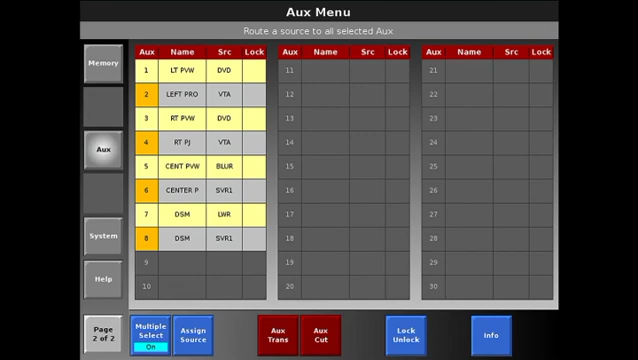 Aux Menu
Route a source to all selected Aux
Memory
Aux
System
Help
Page
2 of 2
Aux Name Src Lock
1 LT PVW DVD
2 LEFT PRO VTA
3 RT PVW DVD
4 RT PJ VTA
5 CENT PVW BLUR
6 CENTER P SVR1
7 DSM LWR
8 DSM SVR1
9
10
Aux Name Src Lock
11
12
13
14
15
16
17
18
19
20
Aux Name Src Lock
21
22
23
24
25
26
27
28
29
30
Multiple
Select
On
Assign
Source
Aux
Trans
Aux
Cut
Lock
Unlock
Info